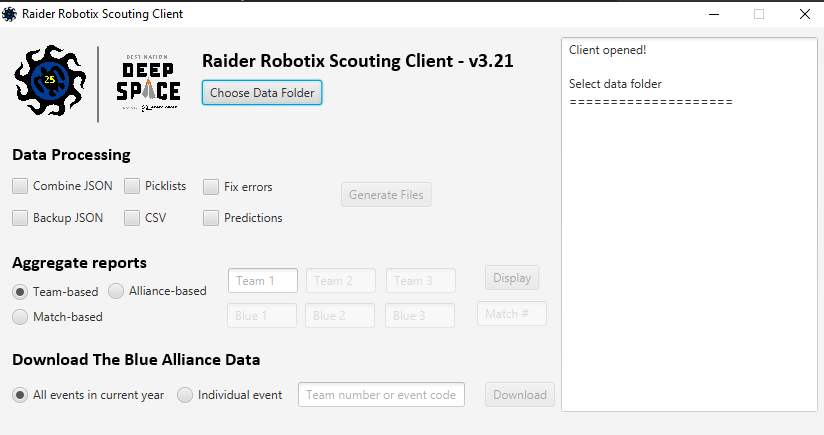 Raider Robotix Scouting Client
25
DESTINATION
DEEP
SPACE
Raider Robotix Scouting Client - v3.21
Choose Data Folder
Client opened!
Select data folder
====================
Data Processing
Combine JSON
Picklists
Fix errors
Generate Files
Backup JSON
CSV
Predictions
Aggregate reports
Team-based
Alliance-based
Match-based
Team 1
Team 2
Team 3
Display
Blue 1
Blue 2
Blue 3
Match #
Download The Blue Alliance Data
All events in current year
Individual event
Team number or event code
Download